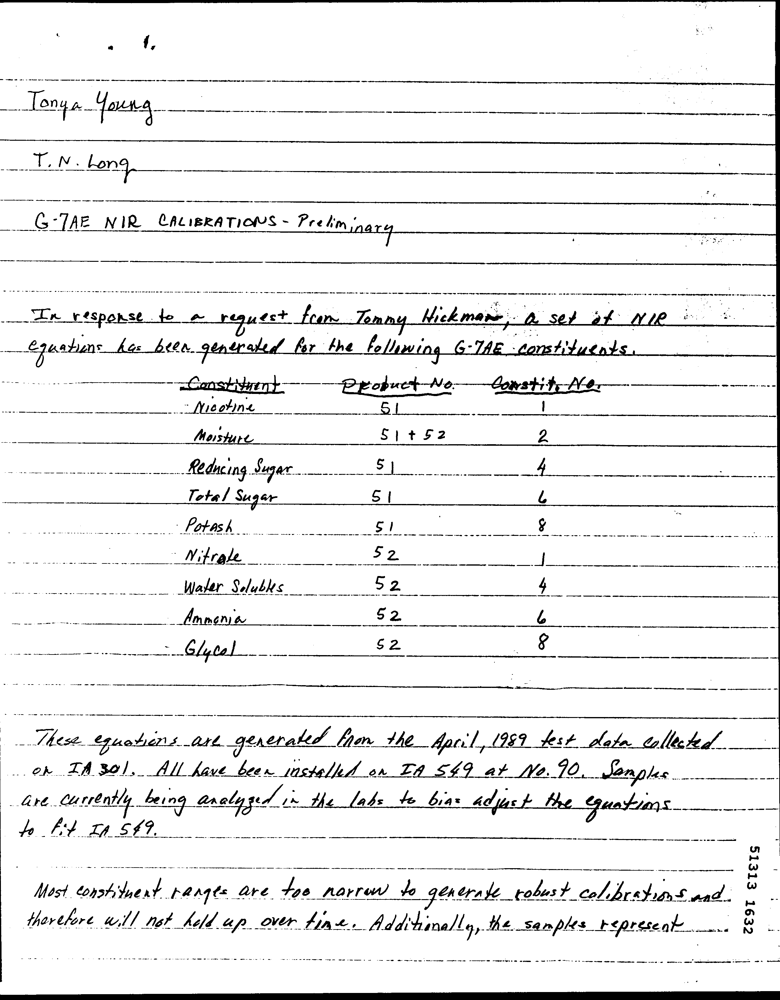 1.
Tonya Young
T. N. Long
G-7AE NIR CALIBRATIONS - Preliminary
In response to a request from Tommy Hickman, a set of NIR
equations has been generated for the following G-7AE constituents.
Constituent Product No. Constit. No.
Nicotine 51 1
Moisture 51 + 52 2
Reducing Sugar 51 4
Total Sugar 51 6
Potash 51 8
Nitrate 52 1
Water Solubles 52 4
Ammonia 52 6
Glycol 52 8
These equations are generated from the April, 1989 test data collected
on IA 301. All have been installed on IA 549 at No. 90. Samples
are currently being analyzed in the labs to bias adjust the equations
to fit IA 549.
Most constituent ranges are too narrow to generate robust calibrations and
therefore will not hold up over time. Additionally, the samples represent
51313 1632